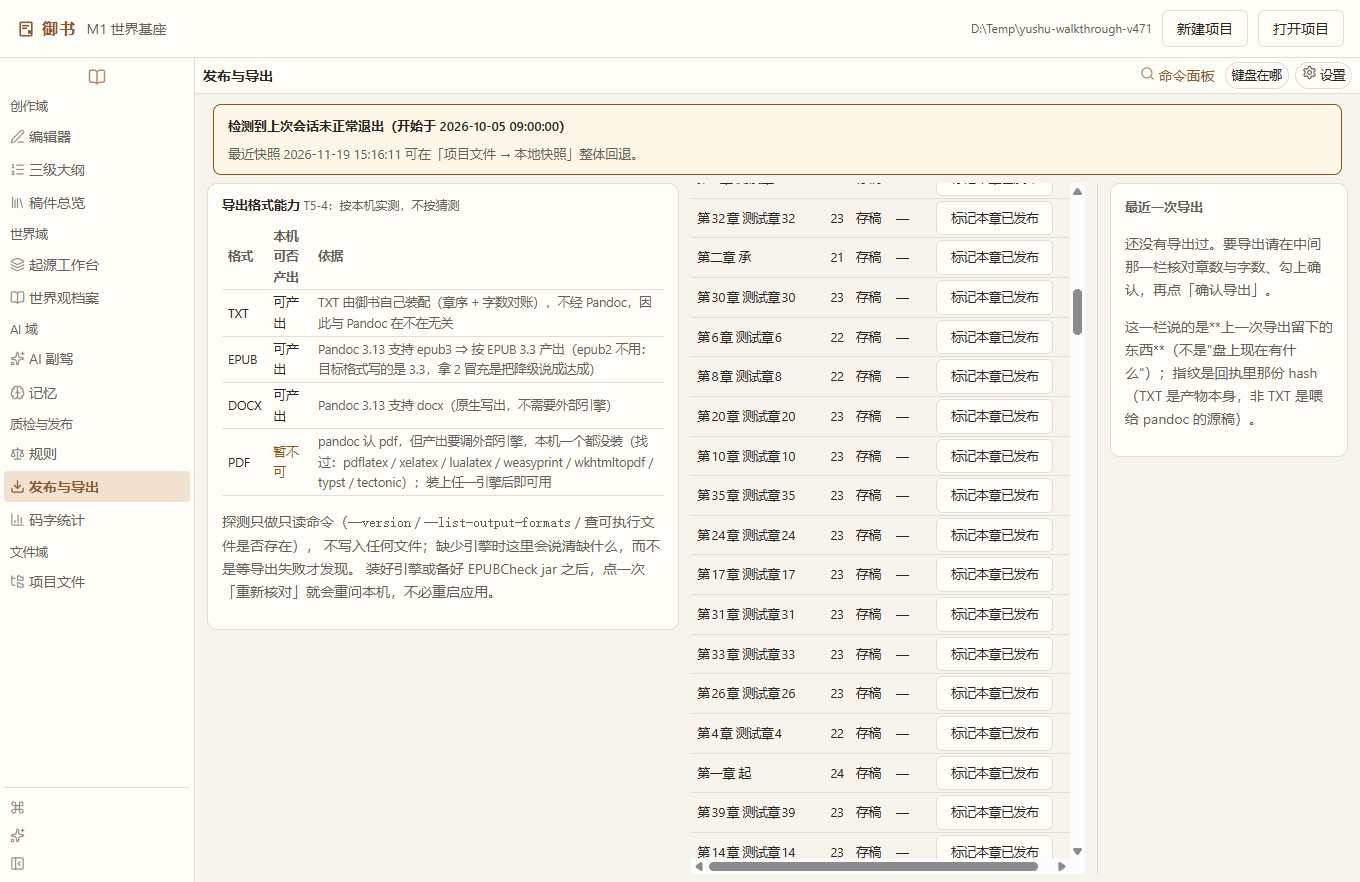 御书 M1 世界基座
D:\Temp\yushu-walkthrough-v471 新建项目 打开项目
创作域
编辑器
三级大纲
稿件总览
世界域
起源工作台
世界观档案
AI 域
AI 副驾
记忆
质检与发布
规则
发布与导出
码字统计
文件域
项目文件
发布与导出
命令面板 键盘在哪 设置
检测到上次会话未正常退出（开始于 2026-10-05 09:00:00）
最近快照 2026-11-19 15:16:11 可在「项目文件 → 本地快照」整体回退。
导出格式能力 T5-4：按本机实测，不按猜测
格式 本机可否产出 依据
TXT 可产出 TXT 由御书自己装配（章序 + 字数对账），不经 Pandoc，因
此与 Pandoc 在不在无关
EPUB 可产出 Pandoc 3.13 支持 epub3 ⇒ 按 EPUB 3.3 产出（epub2 不用：
目标格式写的是 3.3，拿 2 冒充是把降级说成达成）
DOCX 可产出 Pandoc 3.13 支持 docx（原生写出，不需要外部引擎）
PDF 暂不可 pandoc 认 pdf，但产出要调外部引擎，本机一个都没装（找
过：pdflatex / xelatex / lualatex / weasyprint / wkhtmltopdf /
typst / tectonic）；装上任一引擎后即可用
探测只做只读命令（—version / —list-output-formats / 查可执行文
件是否存在）， 不写入任何文件；缺少引擎时这里会说清缺什么，而不
是等导出失败才发现。 装好引擎或备好 EPUBCheck jar 之后，点一次
「重新核对」就会重问本机，不必重启应用。
标记本章已发布
第32章 测试章32 23 存稿 — 标记本章已发布
第二章 承 21 存稿 — 标记本章已发布
第30章 测试章30 23 存稿 — 标记本章已发布
第6章 测试章6 22 存稿 — 标记本章已发布
第8章 测试章8 22 存稿 — 标记本章已发布
第20章 测试章20 23 存稿 — 标记本章已发布
第10章 测试章10 23 存稿 — 标记本章已发布
第35章 测试章35 23 存稿 — 标记本章已发布
第24章 测试章24 23 存稿 — 标记本章已发布
第17章 测试章17 23 存稿 — 标记本章已发布
第31章 测试章31 23 存稿 — 标记本章已发布
第33章 测试章33 23 存稿 — 标记本章已发布
第26章 测试章26 23 存稿 — 标记本章已发布
第4章 测试章4 22 存稿 — 标记本章已发布
第一章 起 24 存稿 — 标记本章已发布
第39章 测试章39 23 存稿 — 标记本章已发布
第14章 测试章14 23 存稿 — 标记本章已发布
最近一次导出
还没有导出过。要导出请在中间
那一栏核对章数与字数、勾上确
认，再点「确认导出」。
这一栏说的是**上一次导出留下的
东西**（不是"盘上现在有什
么"）；指纹是回执里那份 hash
（TXT 是产物本身，非 TXT 是喂
给 pandoc 的源稿）。